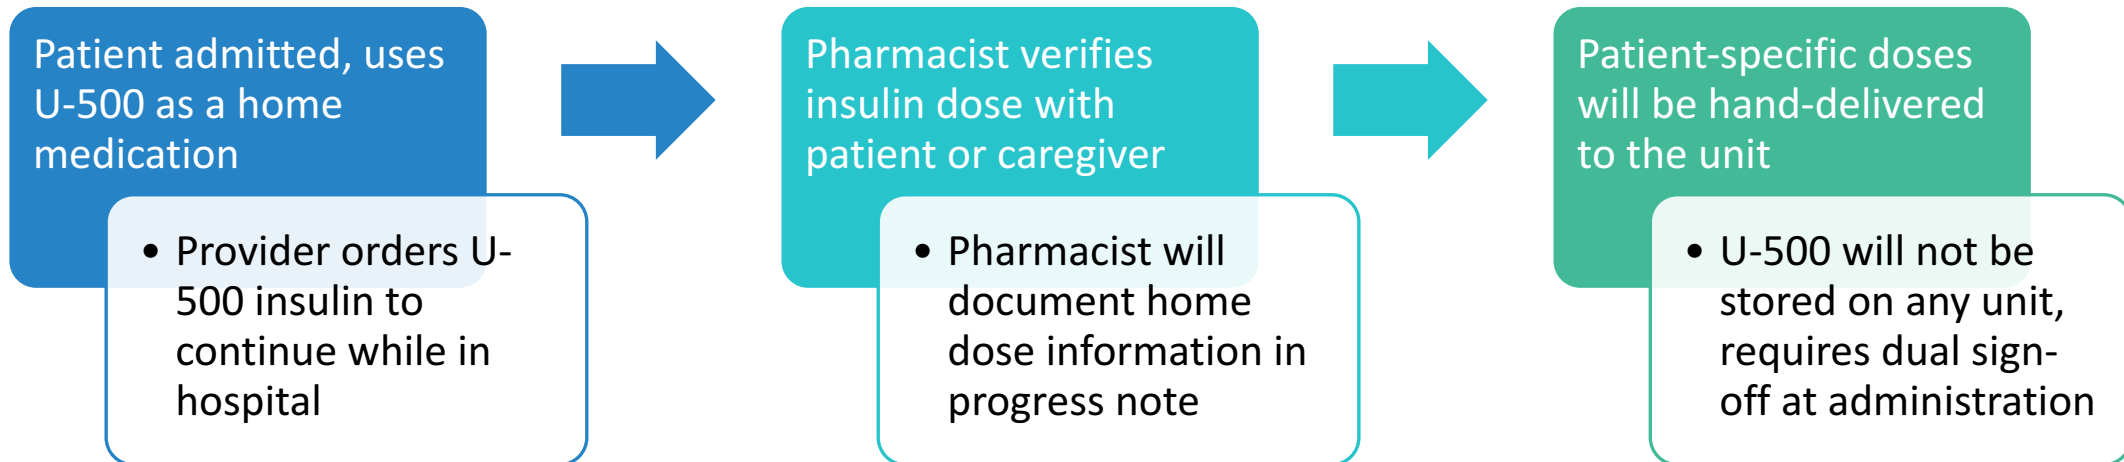 Patient admitted, uses
U-500 as a home
medication
• Provider orders U-
500 insulin to
continue while in
hospital
Pharmacist verifies
insulin dose with
patient or caregiver
• Pharmacist will
document home
dose information in
progress note
Patient-specific doses
will be hand-delivered
to the unit
• U-500 will not be
stored on any unit,
requires dual sign-
off at administration